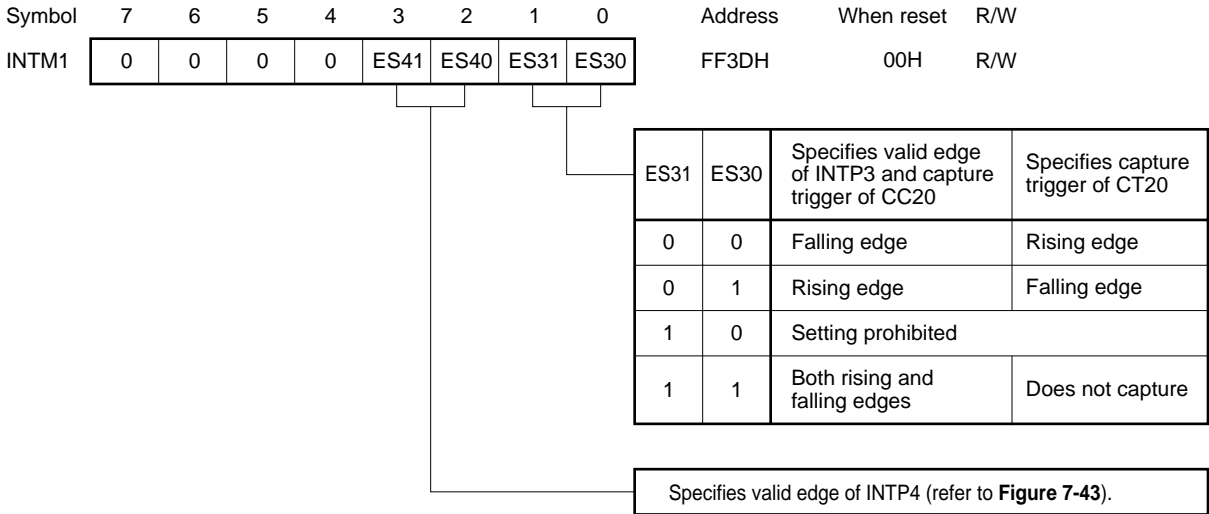 Symbol 7 6 5 4 3 2 1 0 Address When reset R/W
INTM1 0 0 0 0 ES41 ES40 ES31 ES30 FF3DH 00H R/W
ES31 ES30 Specifies valid edge
of INTP3 and capture
trigger of CC20
Specifies capture
trigger of CT20
0 0 Falling edge Rising edge
0 1 Rising edge Falling edge
1 0 Setting prohibited
1 1 Both rising and
falling edges
Does not capture
Specifies valid edge of INTP4 (refer to Figure 7-43).